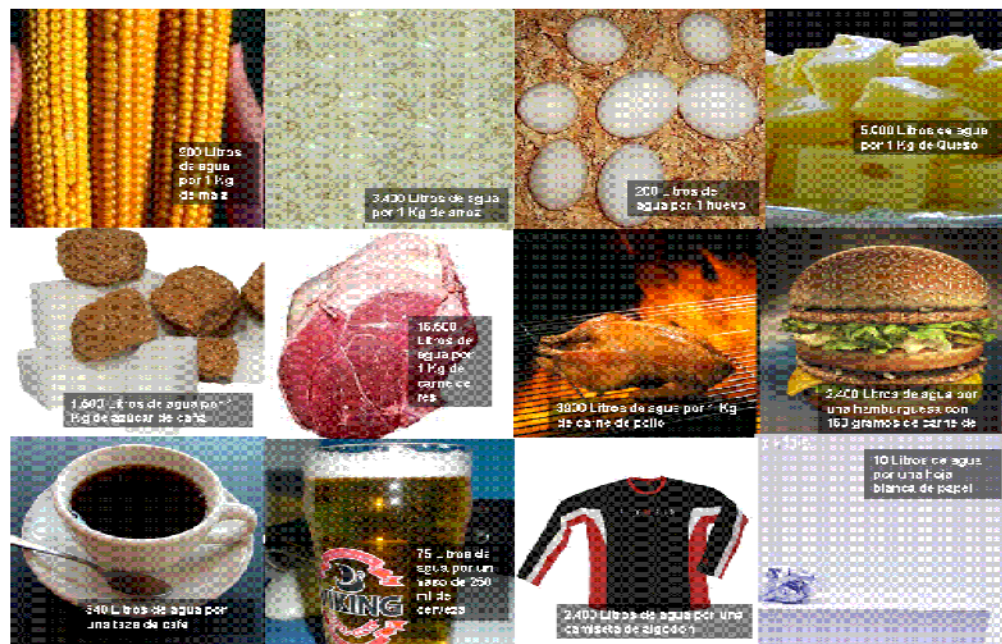 900 Litros
de agua
por 1 Kg
de maiz
3.400 Litros de agua
por 1 Kg de arroz
200 Litros de
agua por 1 huevo
5.000 Litros de agua
por 1 Kg de Queso
1.500 Litros de agua por 1
Kg de azucar de caña
Litros de
agua por
1 Kg de
carne de
res
3900 Litros de agua por 1 Kg
de carne de pollo
2.400 Litros de agua por
una hamburguesa con
150 gramos de carne de
140 Litros de agua por
una taza de cafe
75 Litros de
agua por un
vaso de 250
ml de
cerveza
VIKING
2.400 Litros de agua por una
camiseta de algodón
10 Litros de agua
por una hoja
blanca de papel